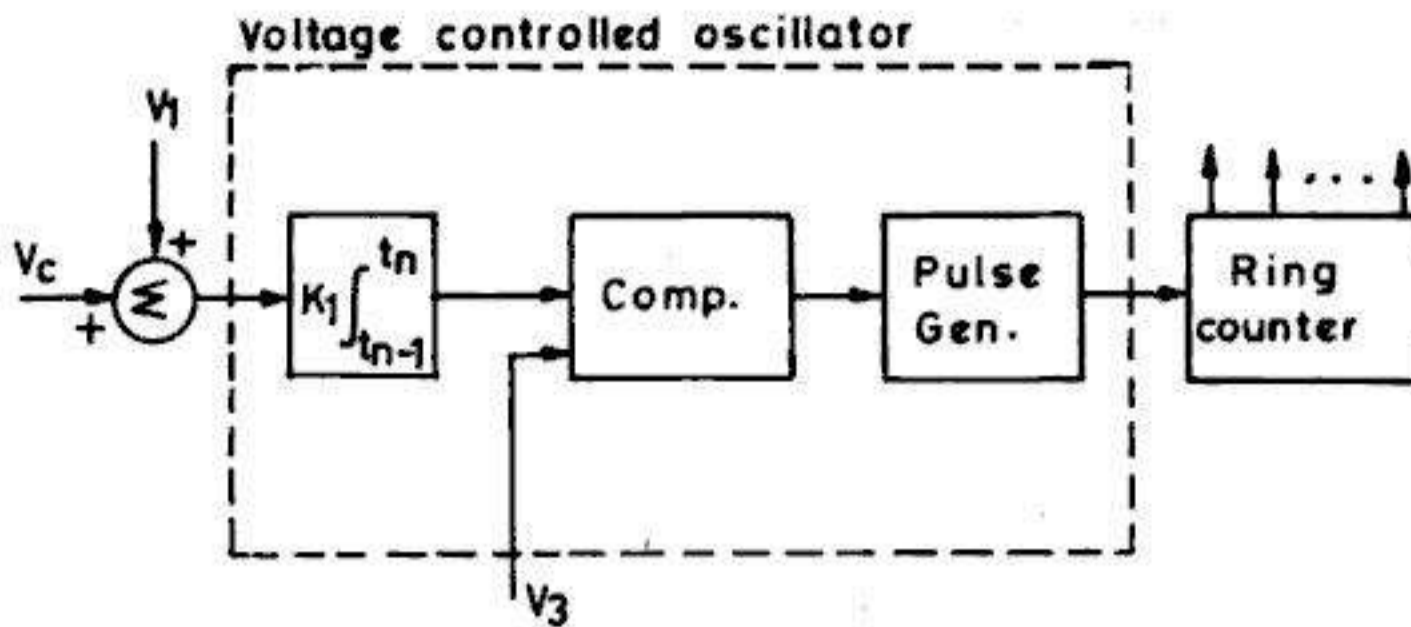 Voltage controlled oscillator
V1
+
Vc
+
Σ
K1 ∫ tn
tn-1
Comp.
Pulse
Gen.
...
Ring
counter
V3